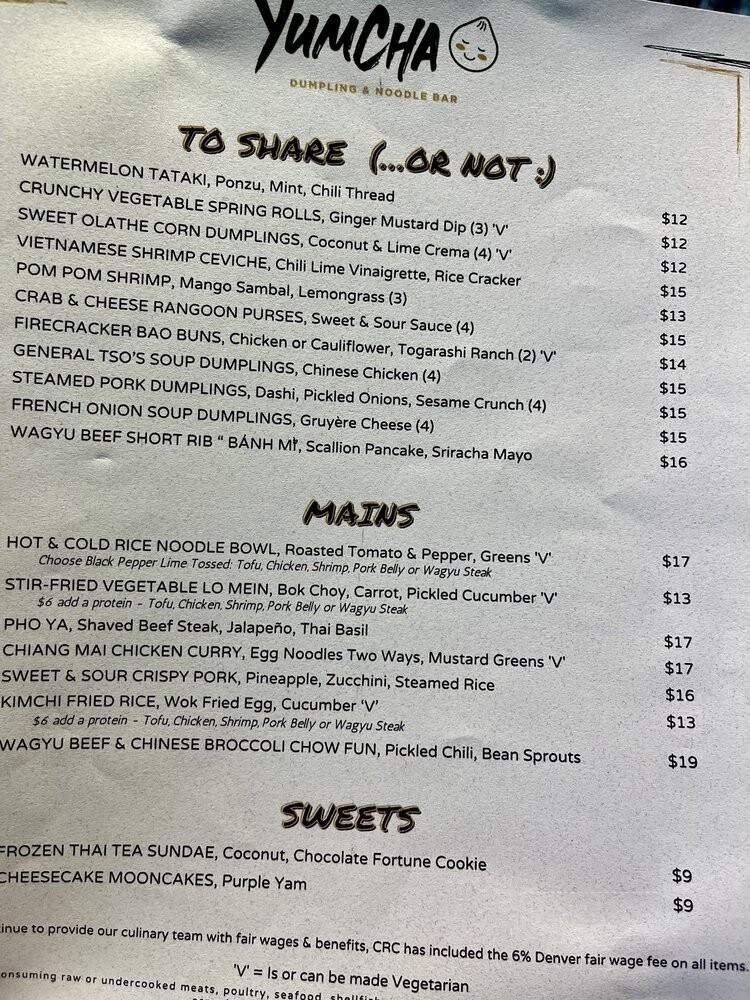 YUMCHA
DUMPLING & NOODLE BAR
TO SHARE (...OR NOT :)
WATERMELON TATAKI, Ponzu, Mint, Chili Thread $12
CRUNCHY VEGETABLE SPRING ROLLS, Ginger Mustard Dip (3) 'V' $12
SWEET OLATHE CORN DUMPLINGS, Coconut & Lime Crema (4) 'V' $12
VIETNAMESE SHRIMP CEVICHE, Chili Lime Vinaigrette, Rice Cracker $15
POM POM SHRIMP, Mango Sambal, Lemongrass (3) $13
CRAB & CHEESE RANGOON PURSES, Sweet & Sour Sauce (4) $15
FIRECRACKER BAO BUNS, Chicken or Cauliflower, Togarashi Ranch (2) 'V' $14
GENERAL TSO'S SOUP DUMPLINGS, Chinese Chicken (4) $15
STEAMED PORK DUMPLINGS, Dashi, Pickled Onions, Sesame Crunch (4) $15
FRENCH ONION SOUP DUMPLINGS, Gruyère Cheese (4) $15
WAGYU BEEF SHORT RIB " BÁNH MÌ', Scallion Pancake, Sriracha Mayo $16
MAINS
HOT & COLD RICE NOODLE BOWL, Roasted Tomato & Pepper, Greens 'V' $17
Choose Black Pepper Lime Tossed: Tofu, Chicken, Shrimp, Pork Belly or Wagyu Steak
STIR-FRIED VEGETABLE LO MEIN, Bok Choy, Carrot, Pickled Cucumber 'V' $13
$6 add a protein - Tofu, Chicken, Shrimp, Pork Belly or Wagyu Steak
PHO YA, Shaved Beef Steak, Jalapeño, Thai Basil $17
CHIANG MAI CHICKEN CURRY, Egg Noodles Two Ways, Mustard Greens 'V' $17
SWEET & SOUR CRISPY PORK, Pineapple, Zucchini, Steamed Rice $16
KIMCHI FRIED RICE, Wok Fried Egg, Cucumber 'V' $13
$6 add a protein - Tofu, Chicken, Shrimp, Pork Belly or Wagyu Steak
WAGYU BEEF & CHINESE BROCCOLI CHOW FUN, Pickled Chili, Bean Sprouts $19
SWEETS
FROZEN THAI TEA SUNDAE, Coconut, Chocolate Fortune Cookie $9
CHEESECAKE MOONCAKES, Purple Yam $9
inue to provide our culinary team with fair wages & benefits, CRC has included the 6% Denver fair wage fee on all items.
'V' = Is or can be made Vegetarian
onsuming raw or undercooked meats, poultry, seafood, shellfish